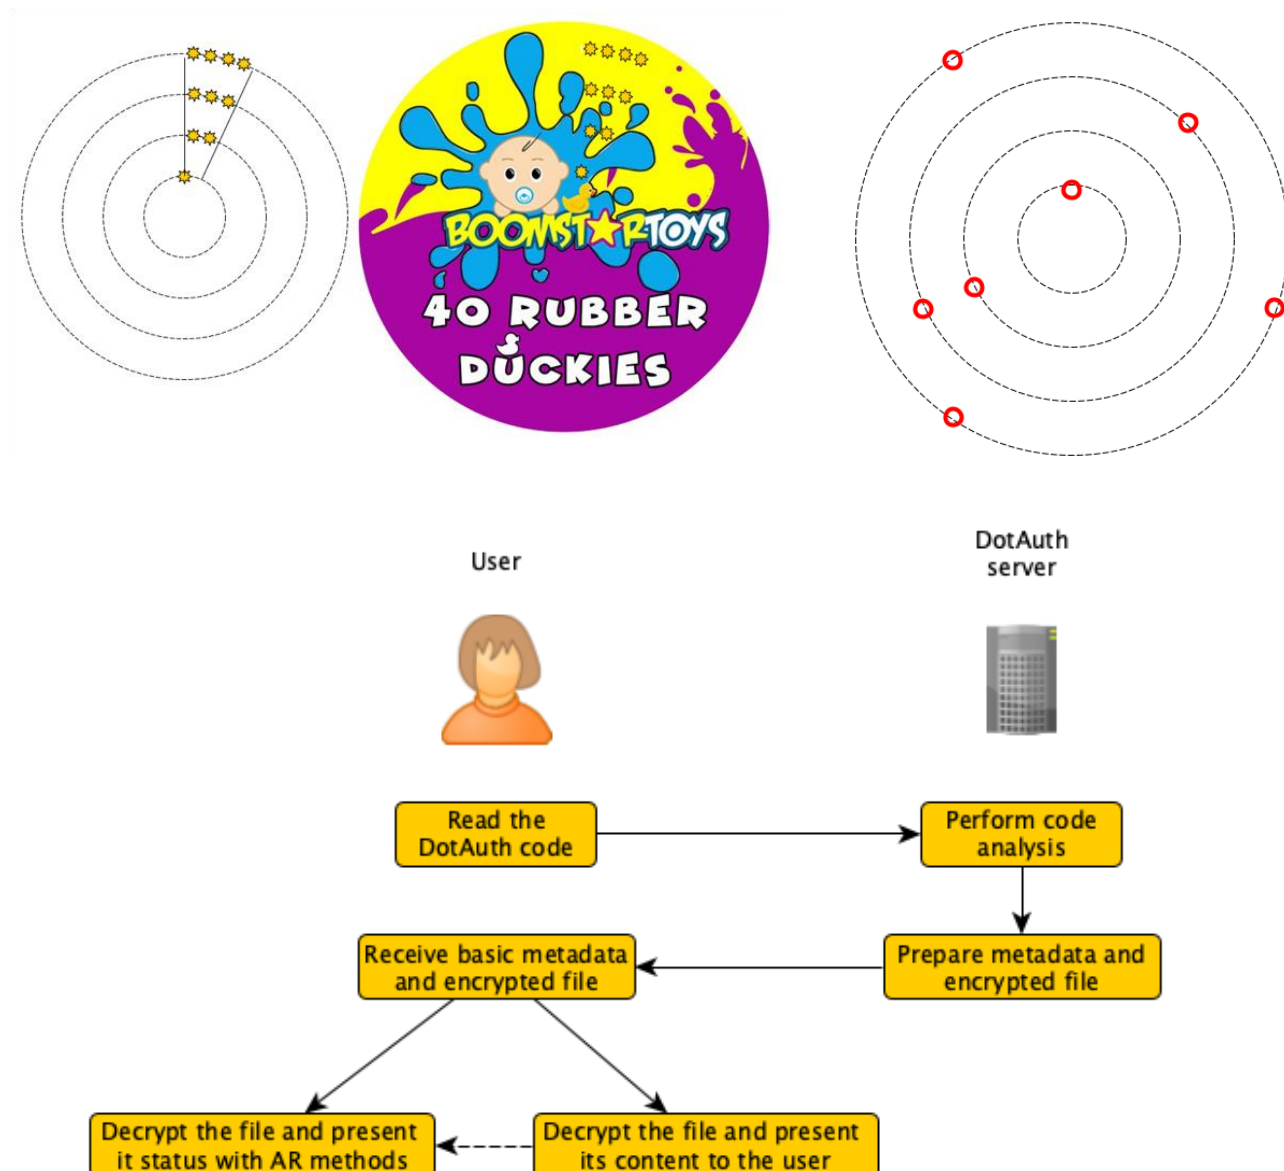 BOOMST★RTOYS
40 RUBBER
DUCKIES
User
DotAuth
server
Read the
DotAuth code
Perform code
analysis
Receive basic metadata
and encrypted file
Prepare metadata and
encrypted file
Decrypt the file and present
it status with AR methods
Decrypt the file and present
its content to the user